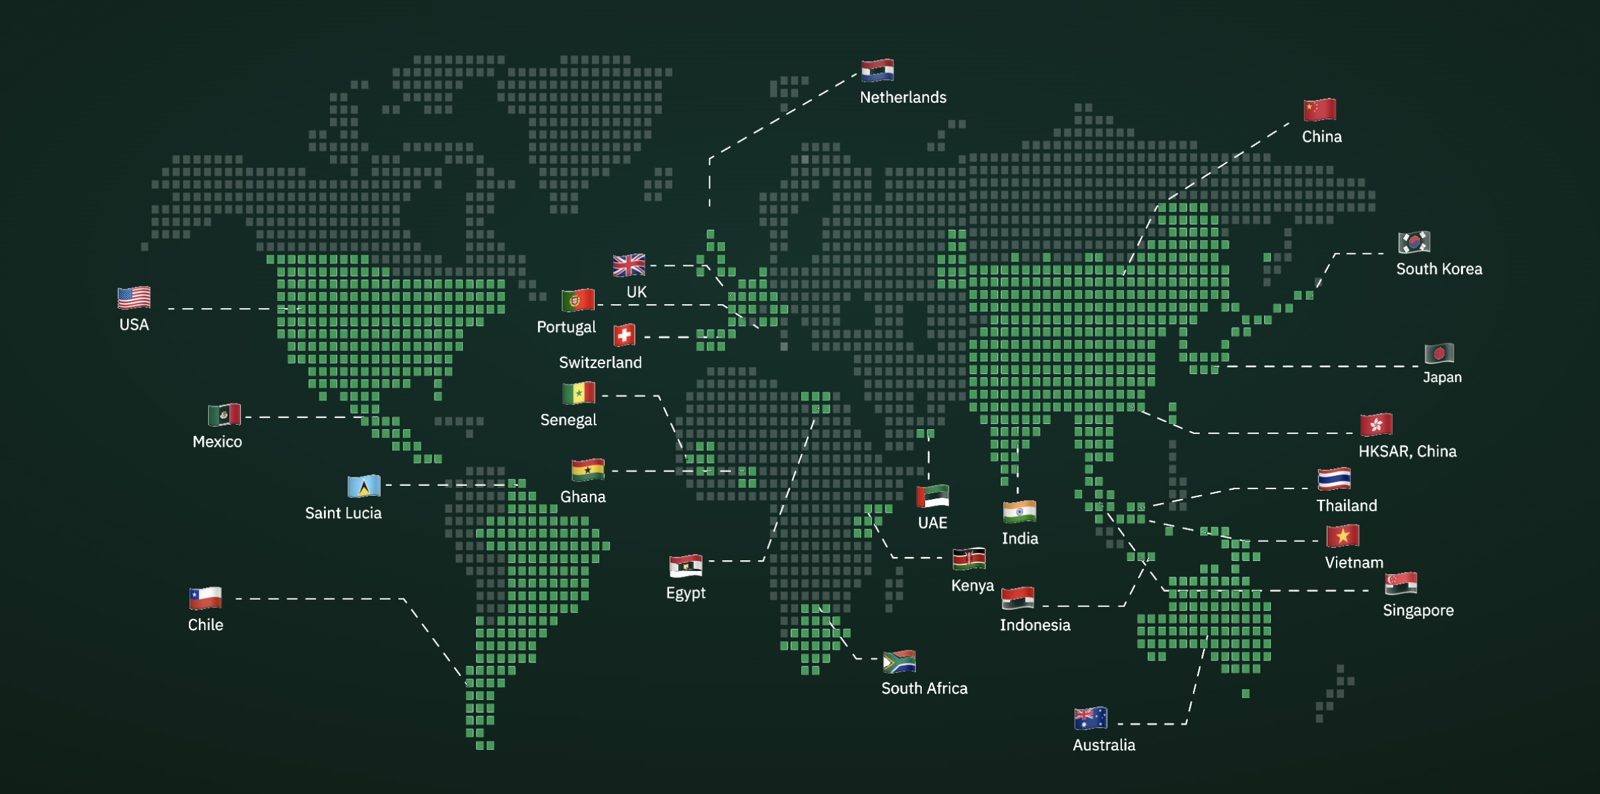 Netherlands
China
South Korea
UK
USA
Portugal
Switzerland
Japan
Senegal
Mexico
HKSAR, China
Ghana
Saint Lucia
Thailand
UAE
India
Vietnam
Egypt
Kenya
Singapore
Chile
Indonesia
South Africa
Australia